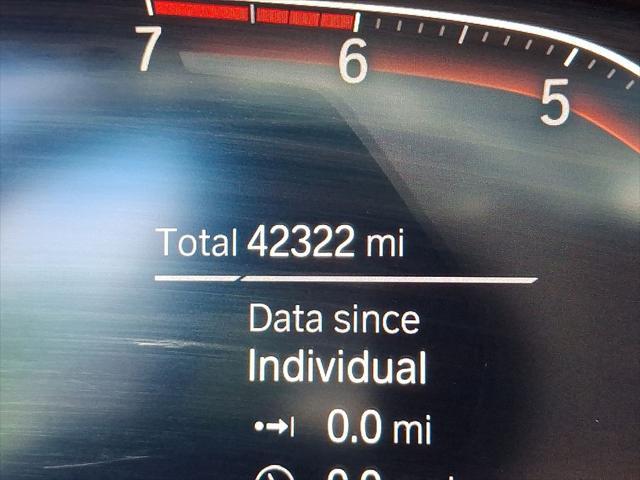 7 6 5
Total 42322 mi
Data since
Individual
0.0 mi